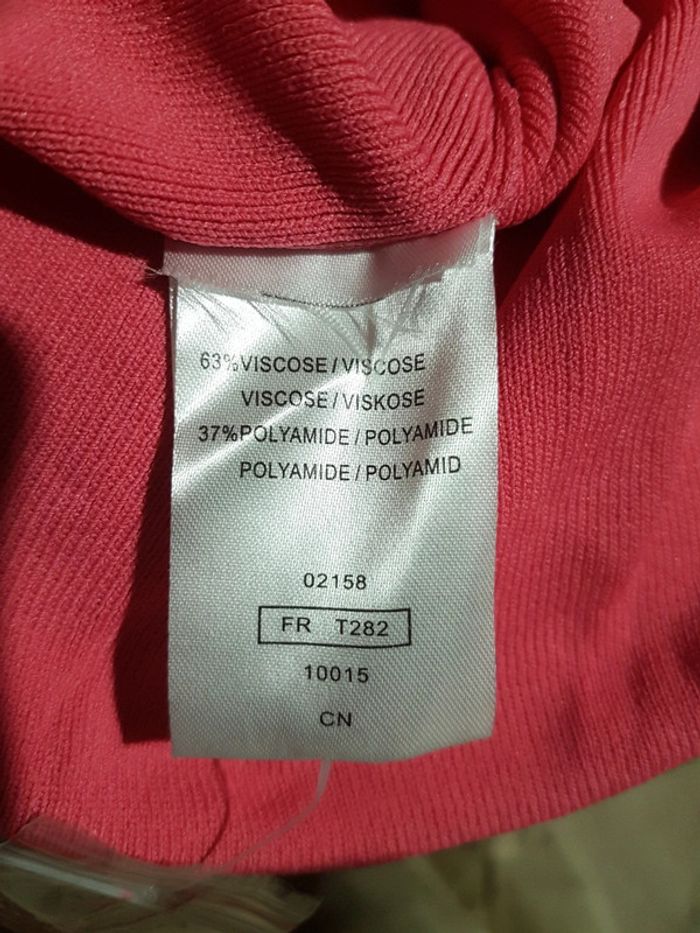 63%VISCOSE/VISCOSE
VISCOSE/VISKOSE
37%POLYAMIDE/POLYAMIDE
POLYAMIDE/POLYAMID
02158
FR T282
10015
CN